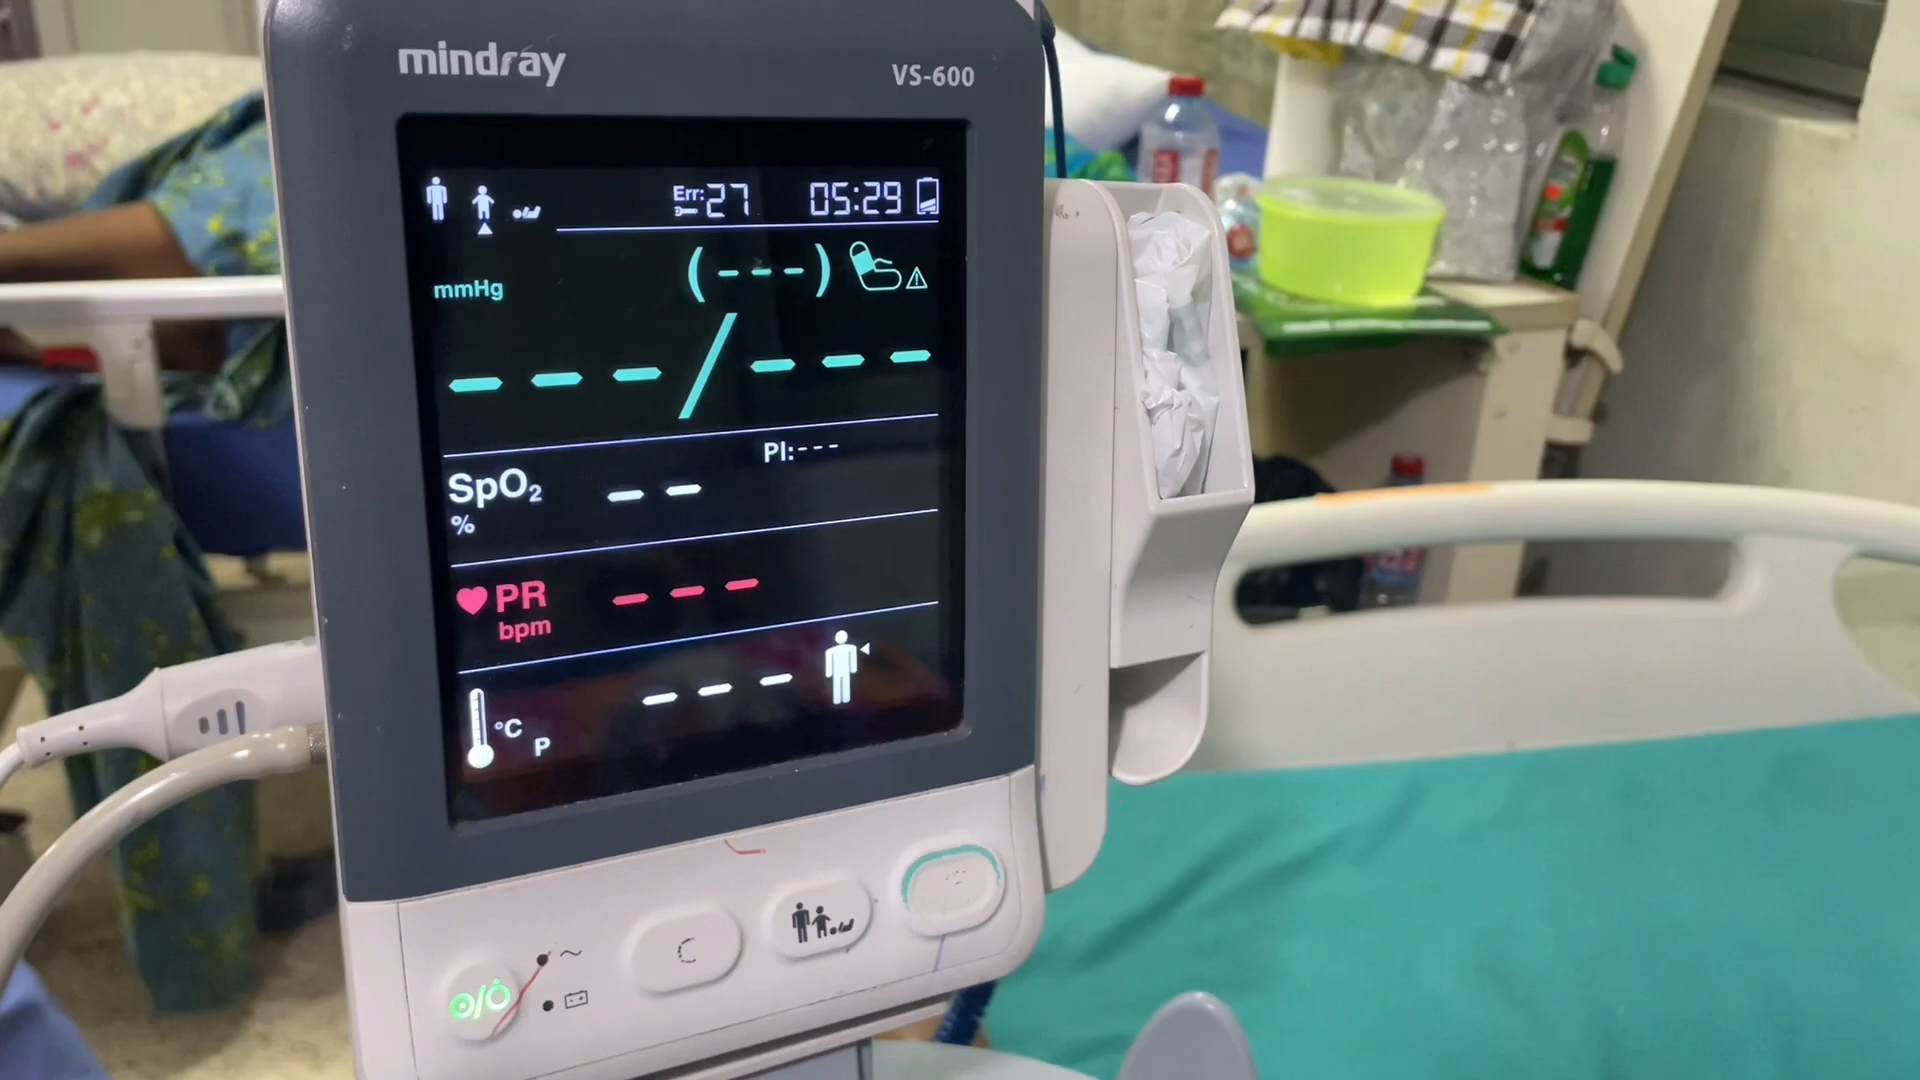 mindray
VS-600
Err:27
05:29
mmHg
(---)
---/---
PI:---
SpO₂
%
--
PR
bpm
---
°C
P
---